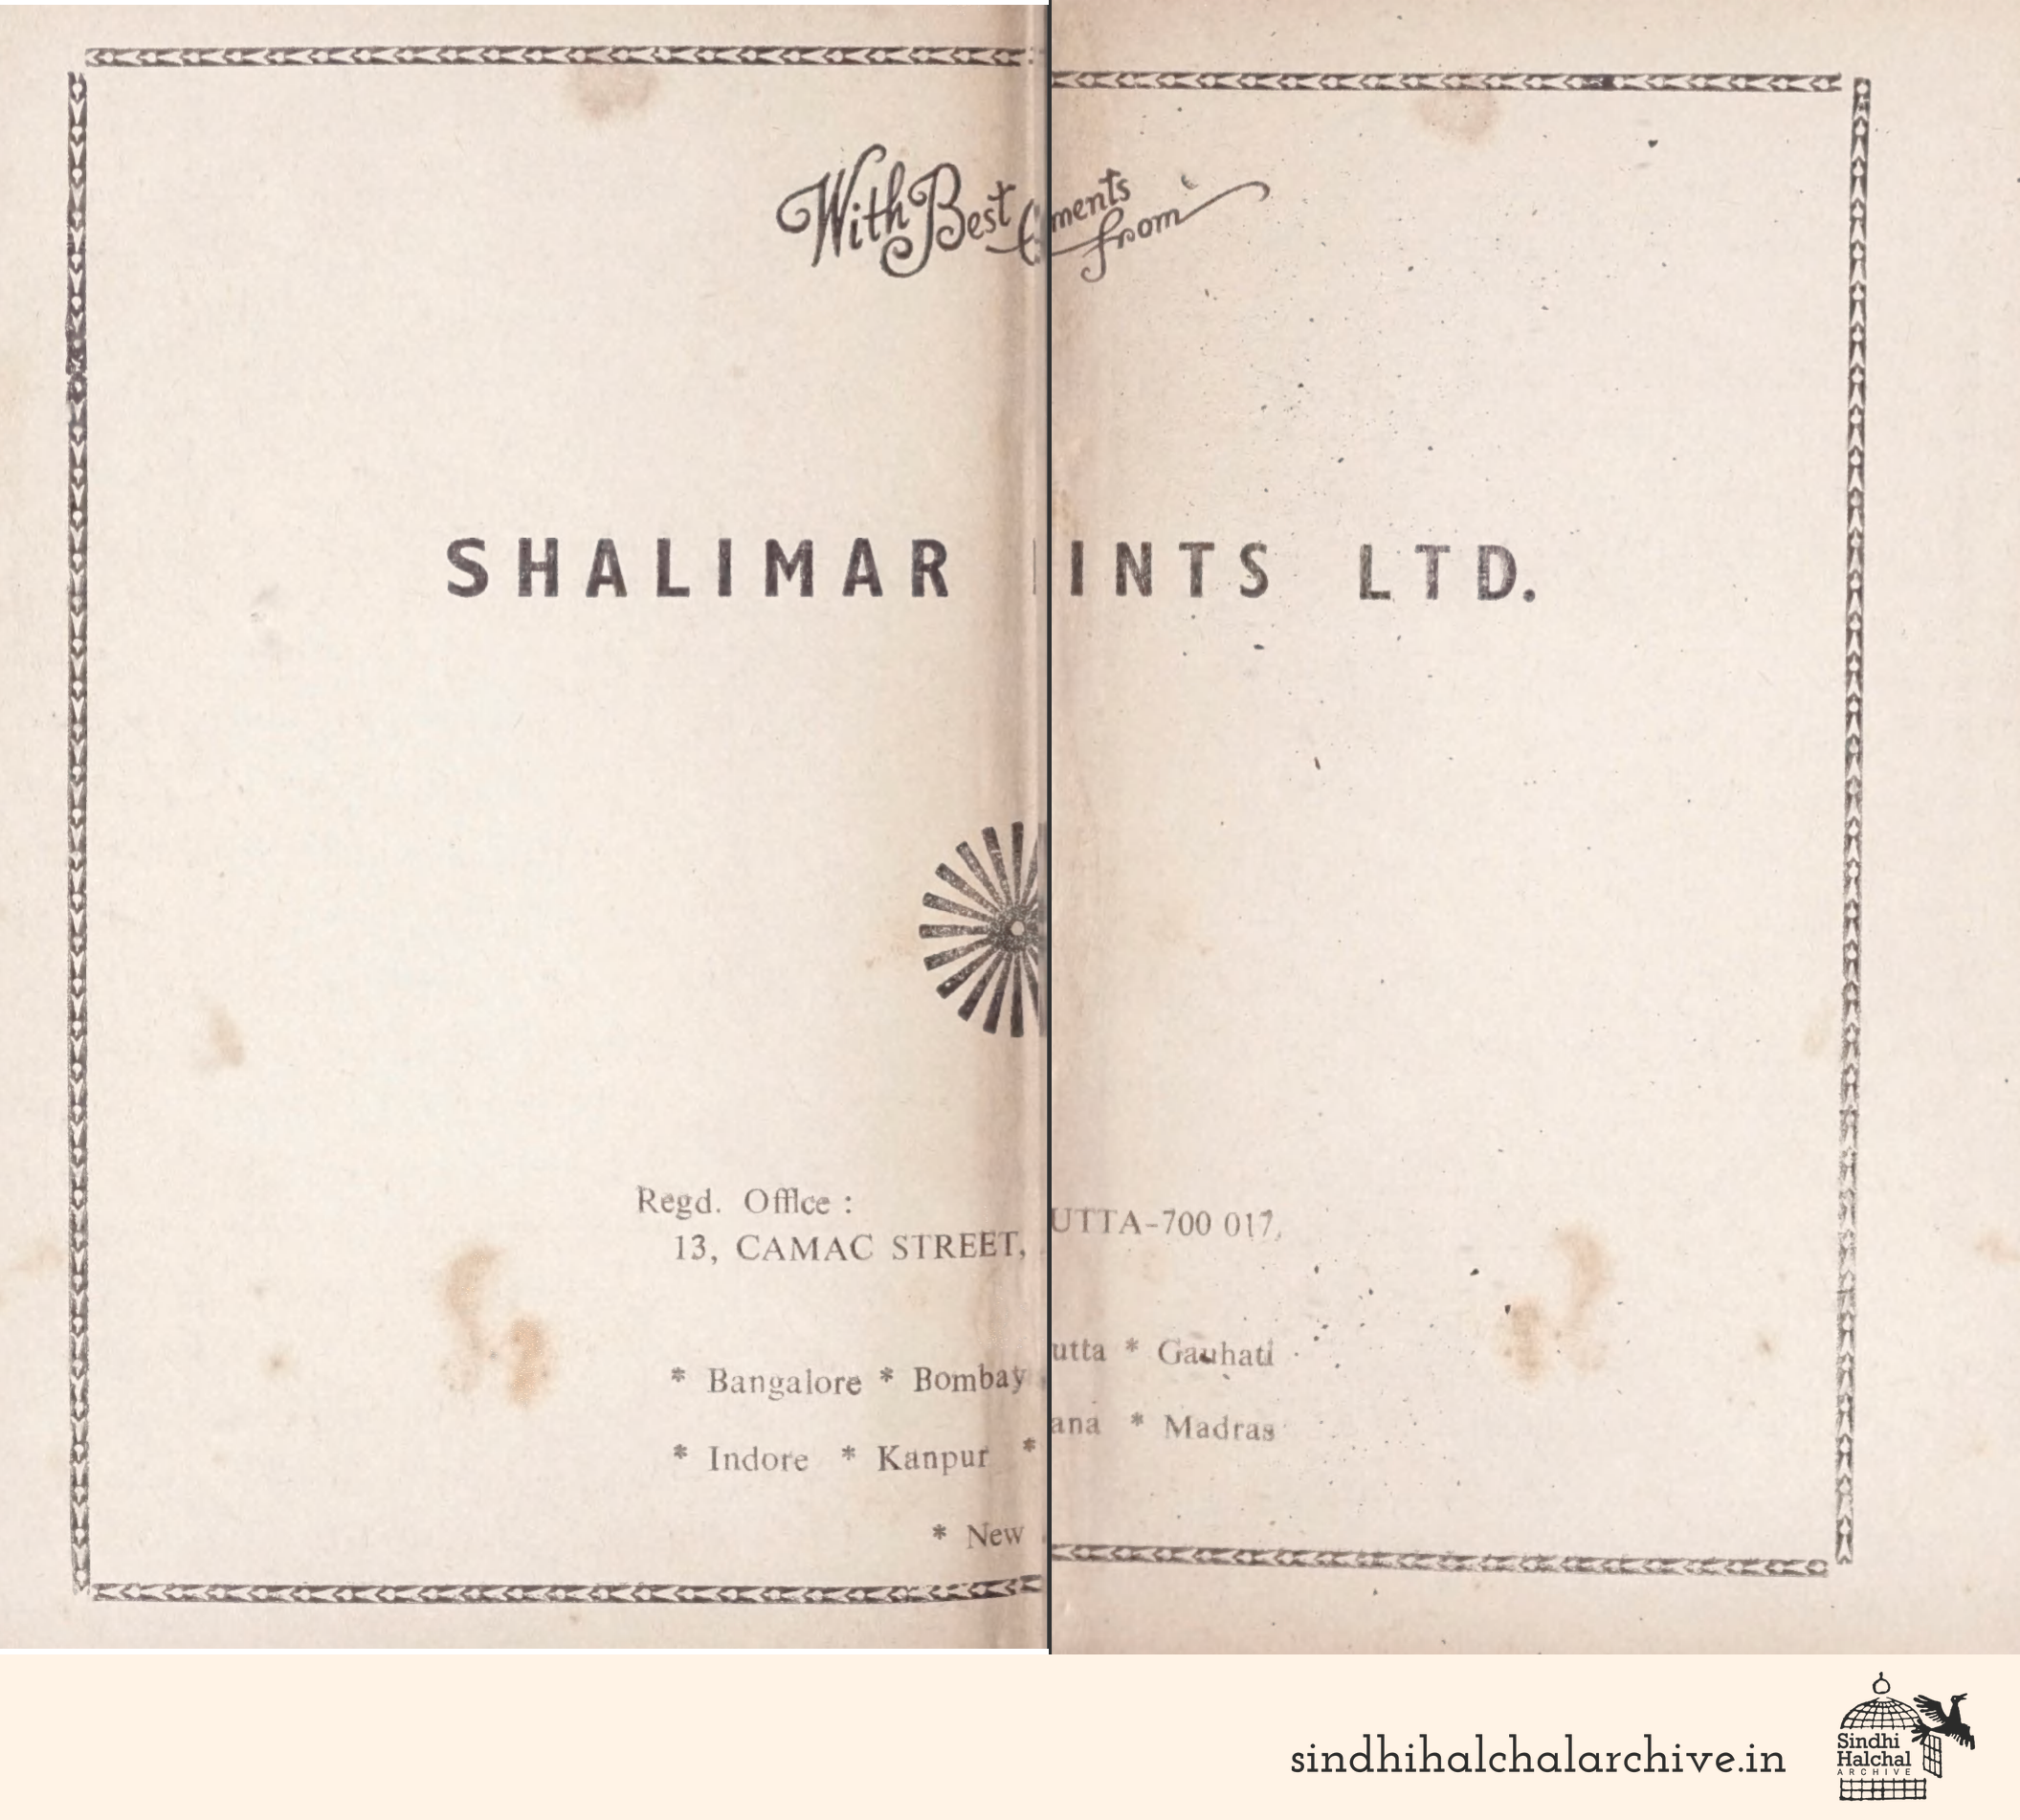 With Best C ments
from
SHALIMAR INTS LTD.
Regd. Office :
13, CAMAC STREET, UTTA-700 017,
* Bangalore * Bombay utta * Gauhati
* Indore * Kanpur * ana * Madras
* New
sindhihalchalarchive.in
Sindhi
Halchal
ARCHIVE